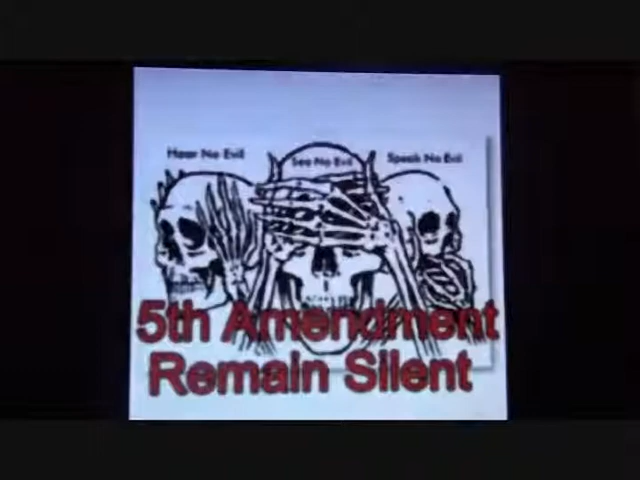 Hear No Evil
See No Evil
Speak No Evil
5th Amendment
Remain Silent